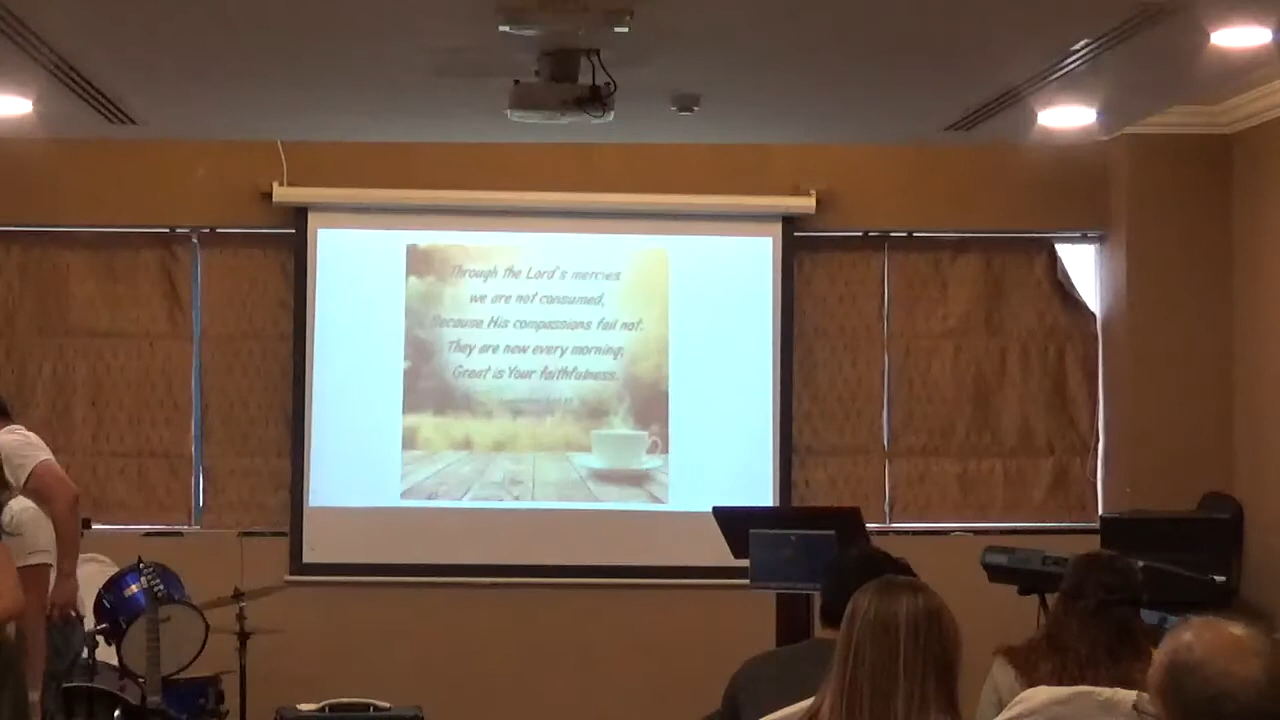 Through the Lord's mercies
we are not consumed,
Because His compassions fail not.
They are new every morning;
Great is Your faithfulness.